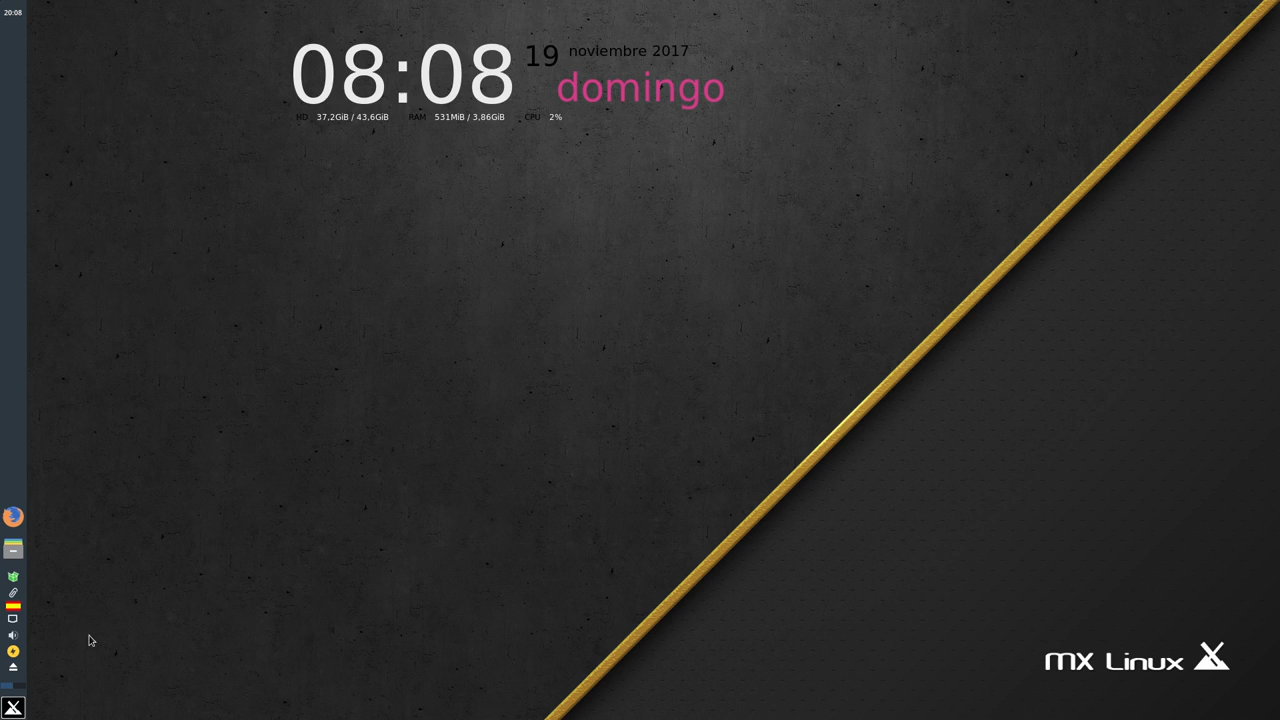 20:08
08:08 19 noviembre 2017
domingo
HD 37,2GiB / 43,6GiB RAM 531MiB / 3,86GiB CPU 2%
mx Linux